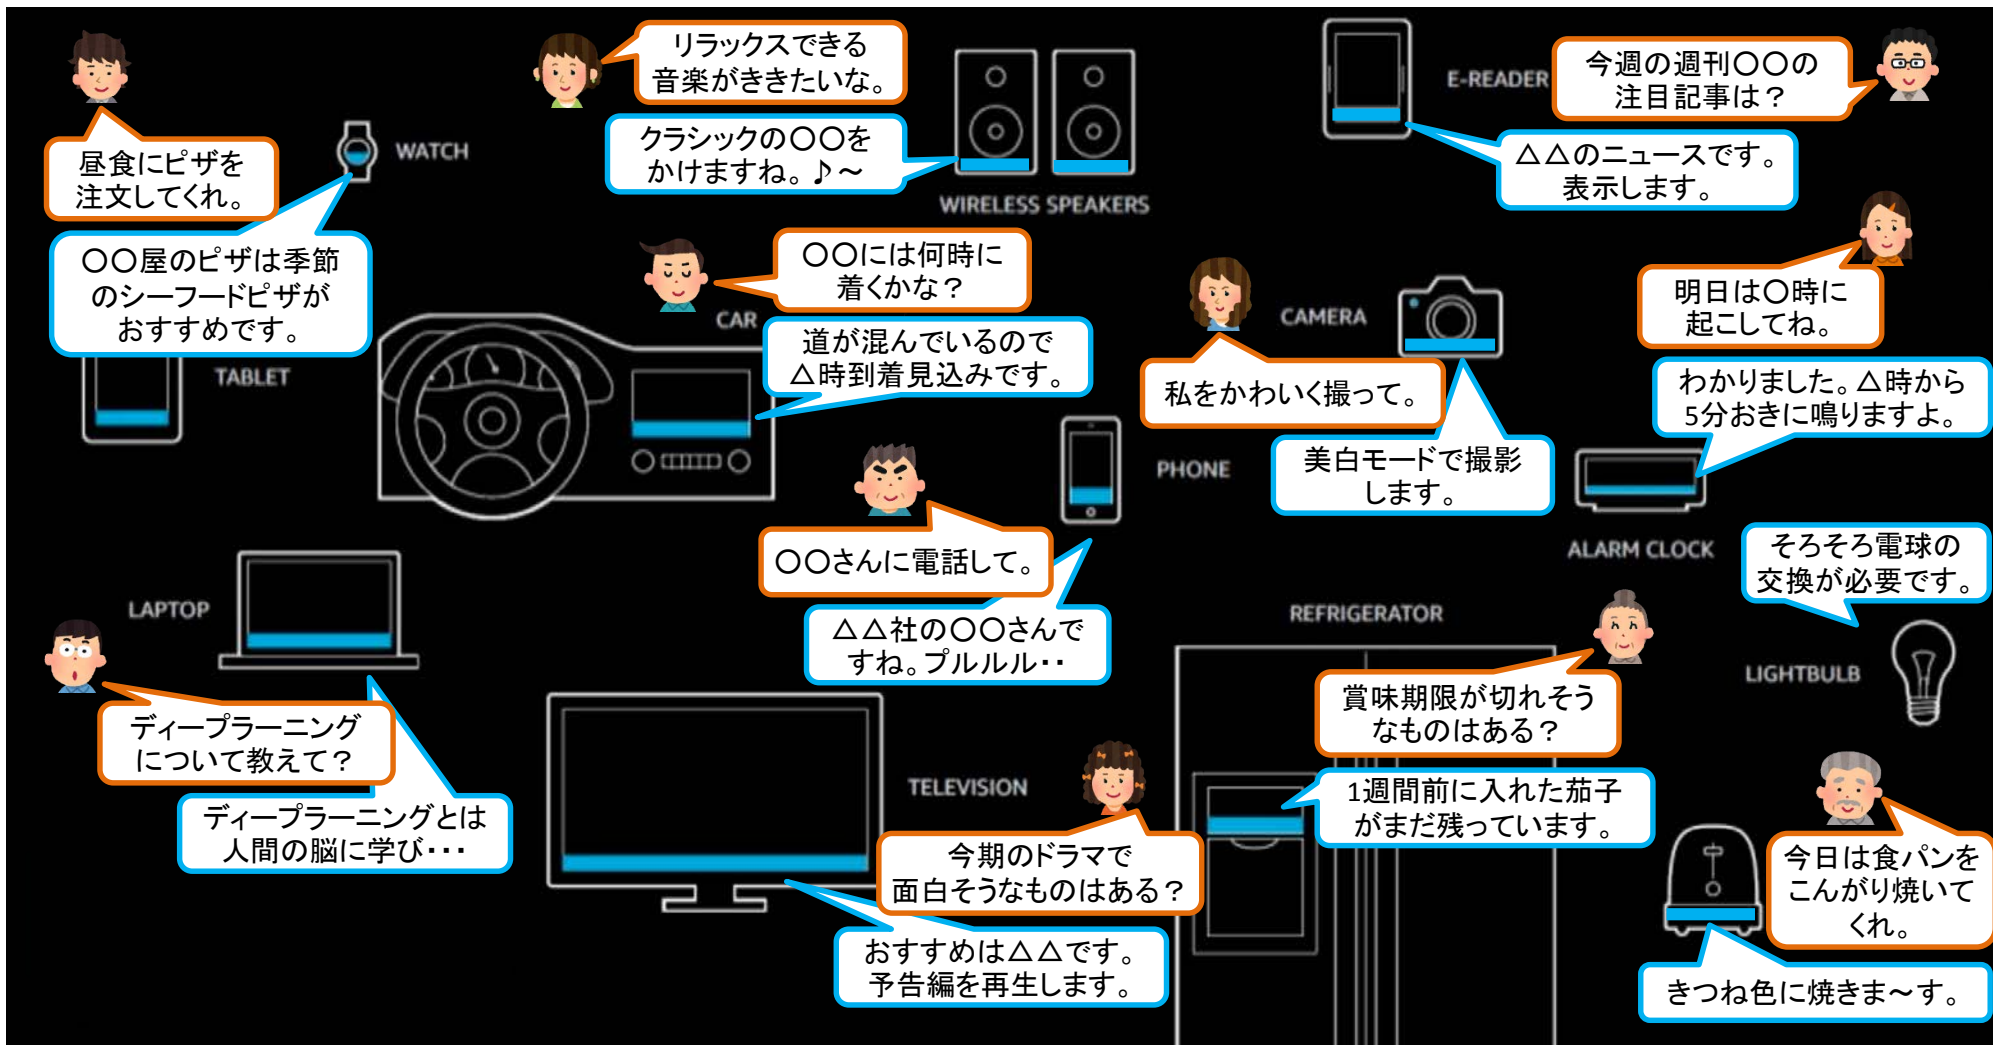 昼食にピザを
注文してくれ。
WATCH
〇〇屋のピザは季節
のシーフードピザが
おすすめです。
TABLET
リラックスできる
音楽がききたいな。
クラシックの〇〇を
かけますね。♪～
WIRELESS SPEAKERS
E-READER
今週の週刊〇〇の
注目記事は？
△△のニュースです。
表示します。
〇〇には何時に
着くかな？
CAR
道が混んでいるので
△時到着見込みです。
CAMERA
私をかわいく撮って。
美白モードで撮影
します。
明日は〇時に
起こしてね。
わかりました。△時から
5分おきに鳴りますよ。
ALARM CLOCK
PHONE
〇〇さんに電話して。
△△社の〇〇さんで
すね。プルルル・・
そろそろ電球の
交換が必要です。
LIGHTBULB
LAPTOP
ディープラーニング
について教えて？
ディープラーニングとは
人間の脳に学び・・・
TELEVISION
今期のドラマで
面白そうなものはある？
おすすめは△△です。
予告編を再生します。
REFRIGERATOR
賞味期限が切れそう
なものはある？
1週間前に入れた茄子
がまだ残っています。
今日は食パンを
こんがり焼いて
くれ。
きつね色に焼きま～す。